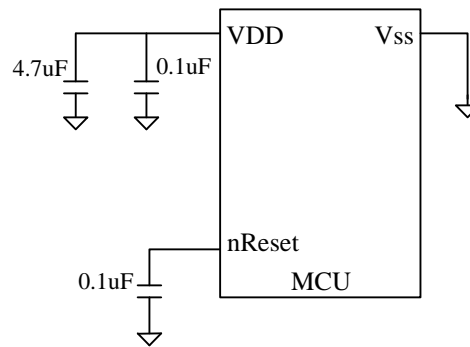 VDD
Vss
4.7uF
0.1uF
nReset
0.1uF
MCU